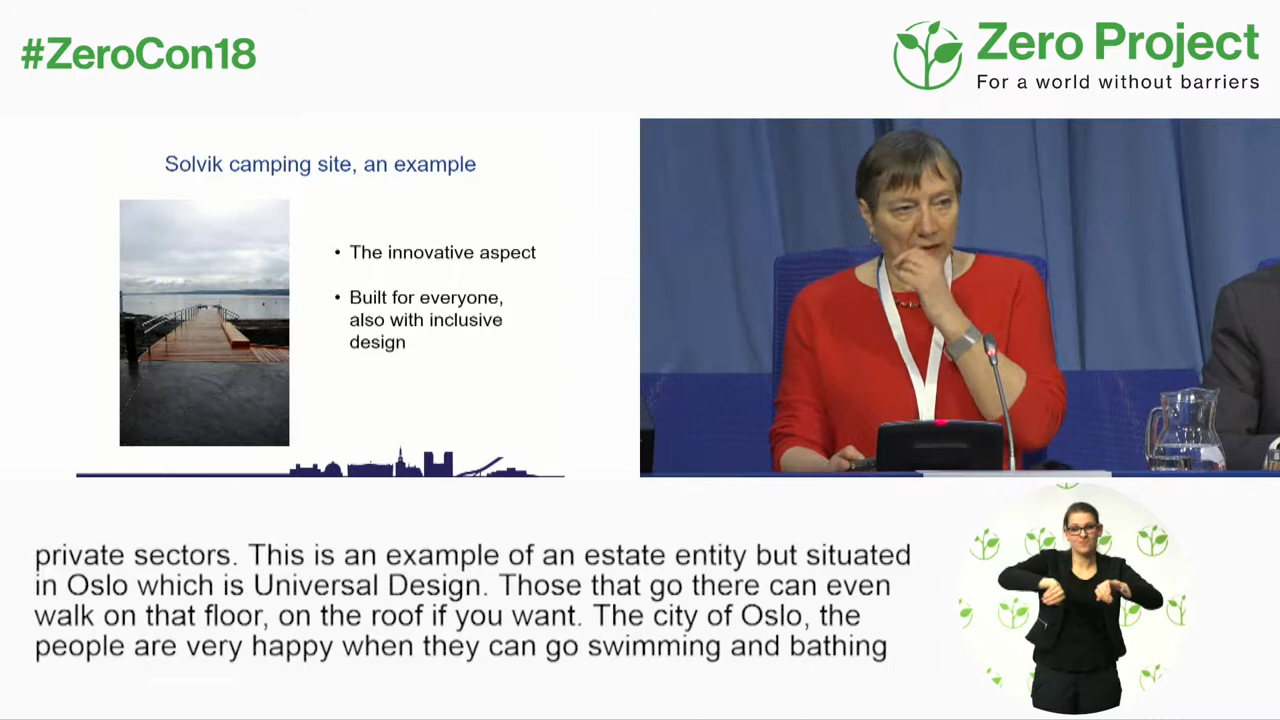 #ZeroCon18
Zero Project
For a world without barriers
Solvik camping site, an example
• The innovative aspect
• Built for everyone,
also with inclusive
design
private sectors. This is an example of an estate entity but situated
in Oslo which is Universal Design. Those that go there can even
walk on that floor, on the roof if you want. The city of Oslo, the
people are very happy when they can go swimming and bathing